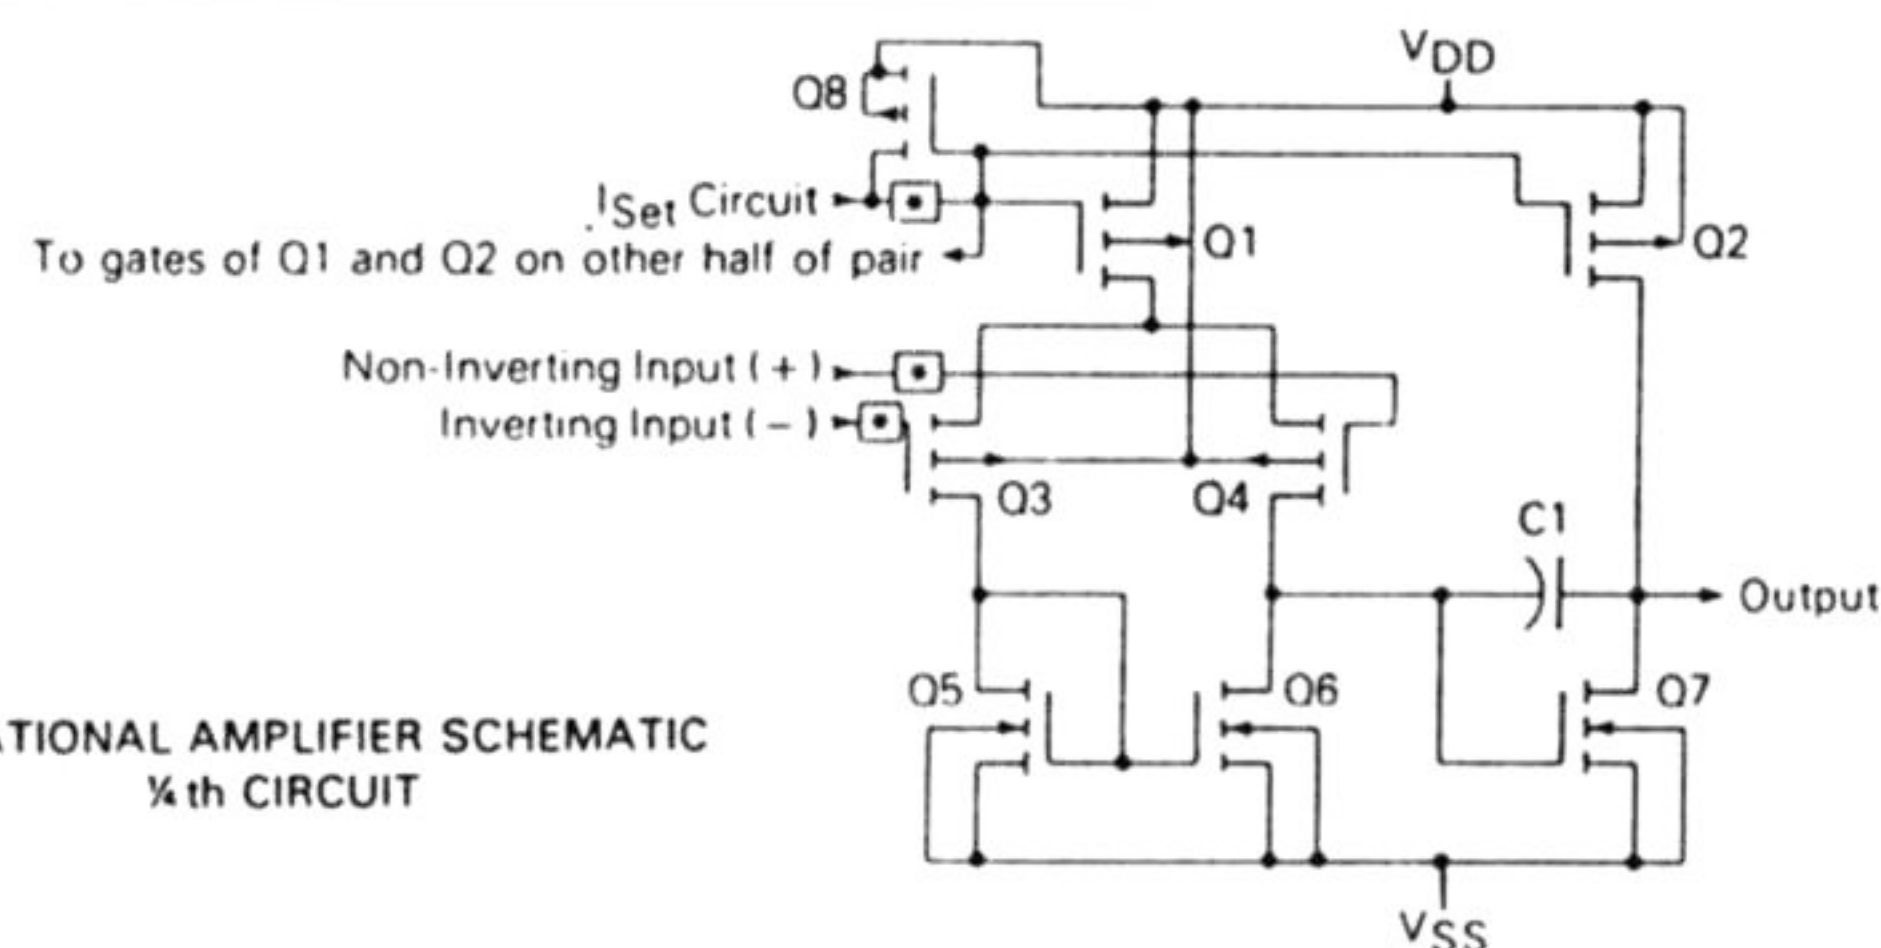 VDD
Q8
ISet Circuit
To gates of Q1 and Q2 on other half of pair
Q1
Q2
Non-Inverting Input (+)
Inverting Input (−)
Q3
Q4
C1
Output
Q5
Q6
Q7
ATIONAL AMPLIFIER SCHEMATIC
¼th CIRCUIT
VSS